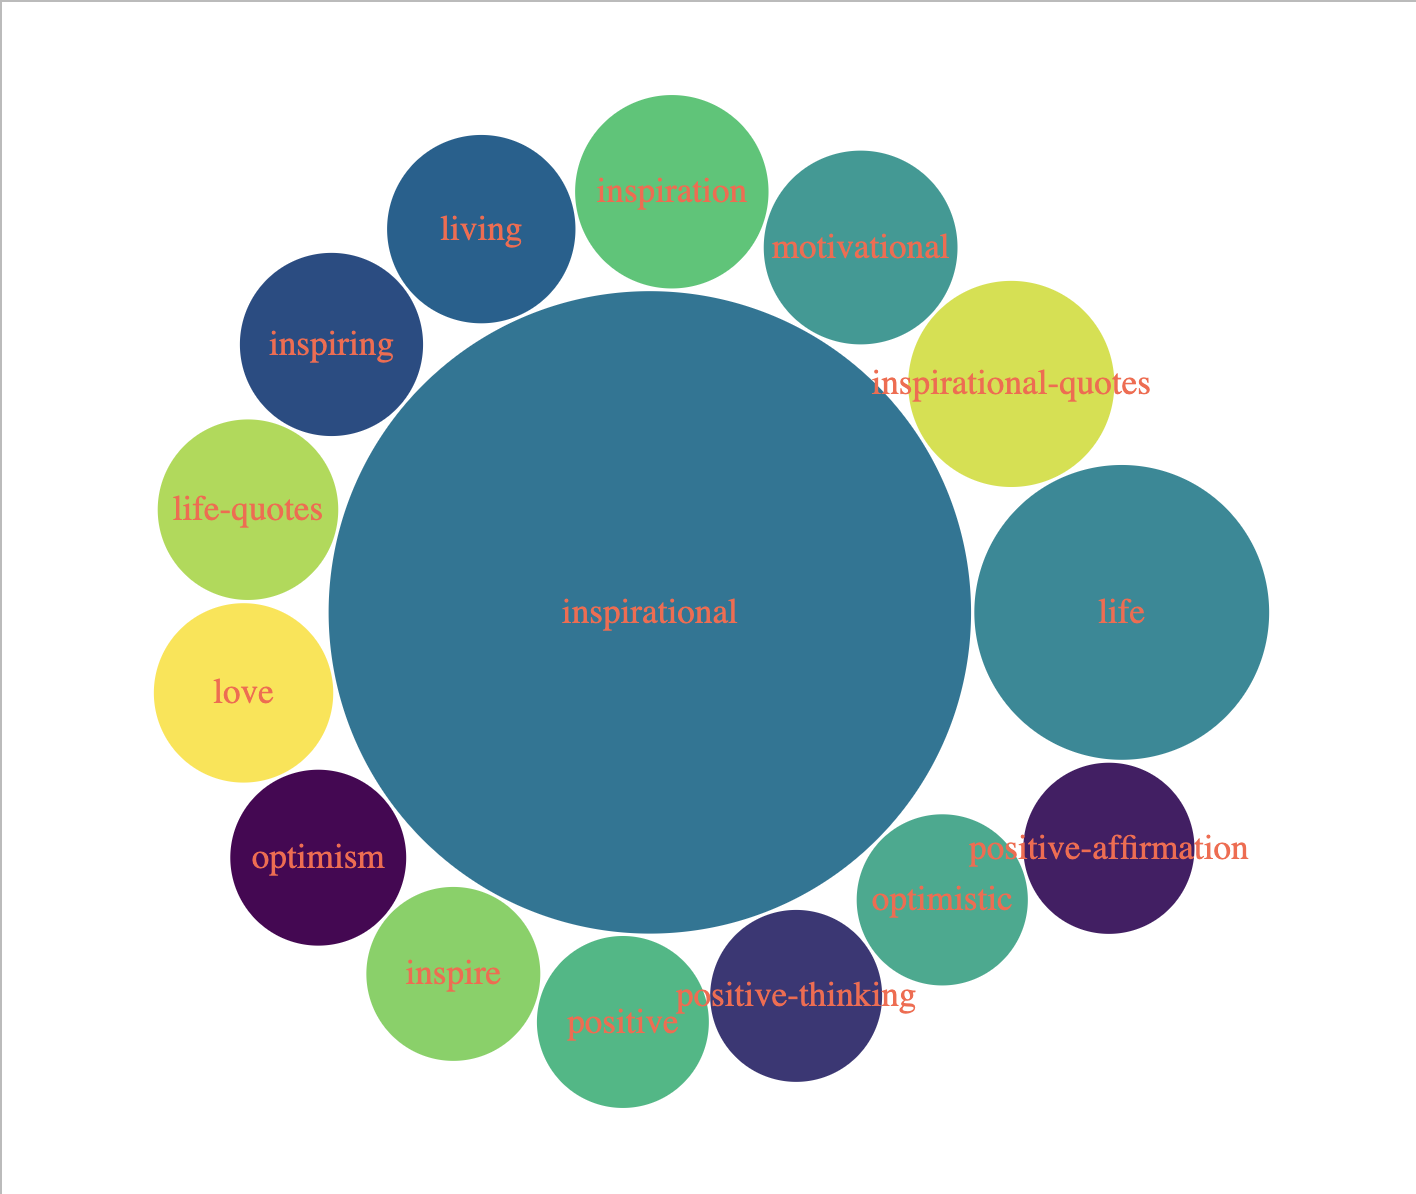 inspiration
living
motivational
inspiring
inspirational-quotes
life-quotes
inspirational
life
love
positive-affirmation
optimism
optimistic
inspire
positive-thinking
positive